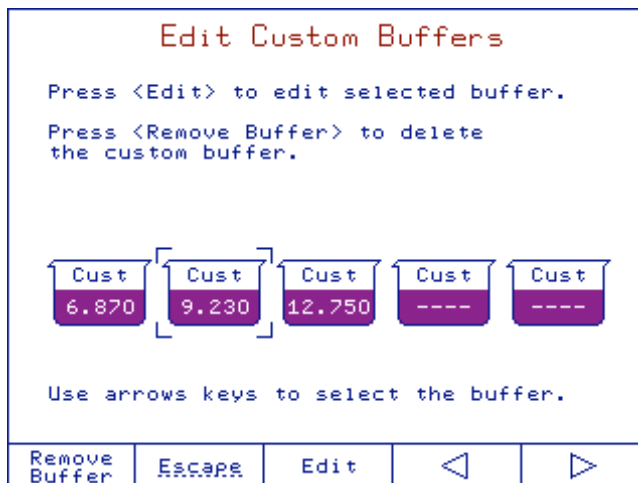 Edit Custom Buffers
Press <Edit> to edit selected buffer.
Press <Remove Buffer> to delete
the custom buffer.
Cust Cust Cust Cust Cust
6.870 9.230 12.750 ---- ----
Use arrows keys to select the buffer.
Remove
Buffer
Escape
Edit